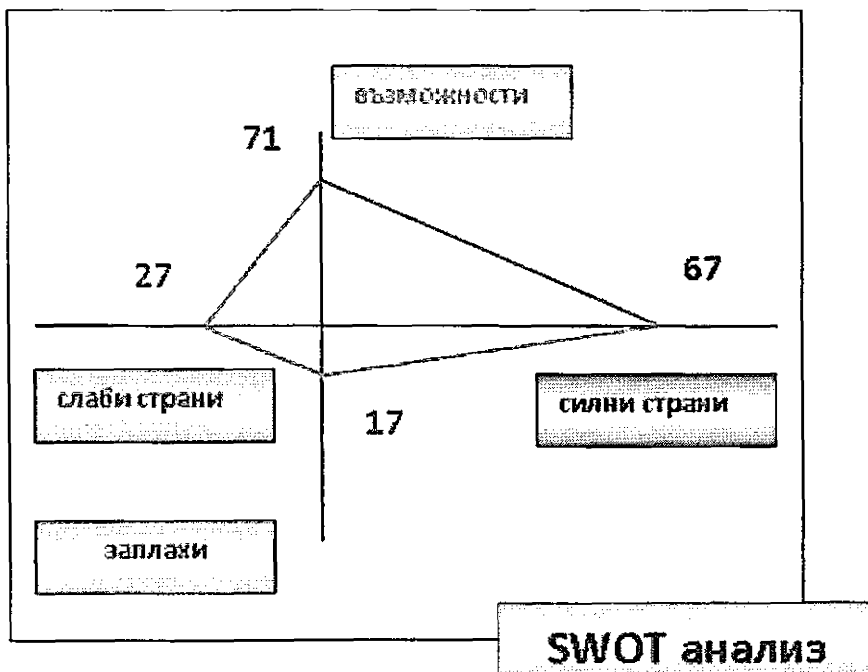 възможности
71
27
67
слаби страни
17
силни страни
заплахи
SWOT анализ